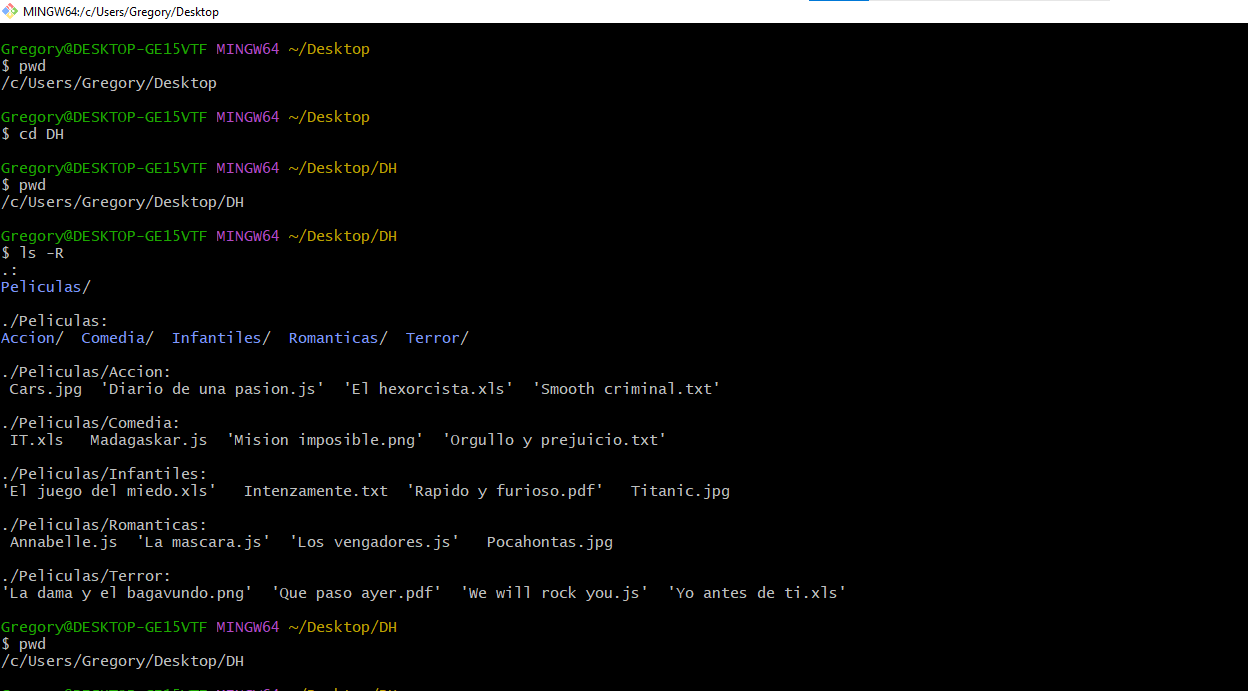 MINGW64:/c/Users/Gregory/Desktop
Gregory@DESKTOP-GE15VTF MINGW64 ~/Desktop
$ pwd
/c/Users/Gregory/Desktop
Gregory@DESKTOP-GE15VTF MINGW64 ~/Desktop
$ cd DH
Gregory@DESKTOP-GE15VTF MINGW64 ~/Desktop/DH
$ pwd
/c/Users/Gregory/Desktop/DH
Gregory@DESKTOP-GE15VTF MINGW64 ~/Desktop/DH
$ ls -R
.:
Peliculas/
./Peliculas:
Accion/  Comedia/  Infantiles/  Romanticas/  Terror/
./Peliculas/Accion:
 Cars.jpg  'Diario de una pasion.js'  'El hexorcista.xls'  'Smooth criminal.txt'
./Peliculas/Comedia:
 IT.xls   Madagaskar.js  'Mision imposible.png'  'Orgullo y prejuicio.txt'
./Peliculas/Infantiles:
'El juego del miedo.xls'   Intenzamente.txt  'Rapido y furioso.pdf'   Titanic.jpg
./Peliculas/Romanticas:
 Annabelle.js  'La mascara.js'  'Los vengadores.js'   Pocahontas.jpg
./Peliculas/Terror:
'La dama y el bagavundo.png'  'Que paso ayer.pdf'  'We will rock you.js'  'Yo antes de ti.xls'
Gregory@DESKTOP-GE15VTF MINGW64 ~/Desktop/DH
$ pwd
/c/Users/Gregory/Desktop/DH
Gregory@DESKTOP-GE15VTF MINGW64 ~/Desktop/DH